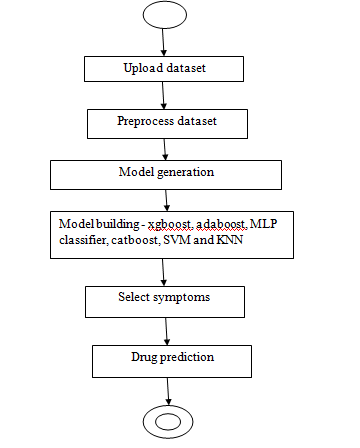 Upload dataset
Preprocess dataset
Model generation
Model building - xgboost, adaboost, MLP
classifier, catboost, SVM and KNN
Select symptoms
Drug prediction